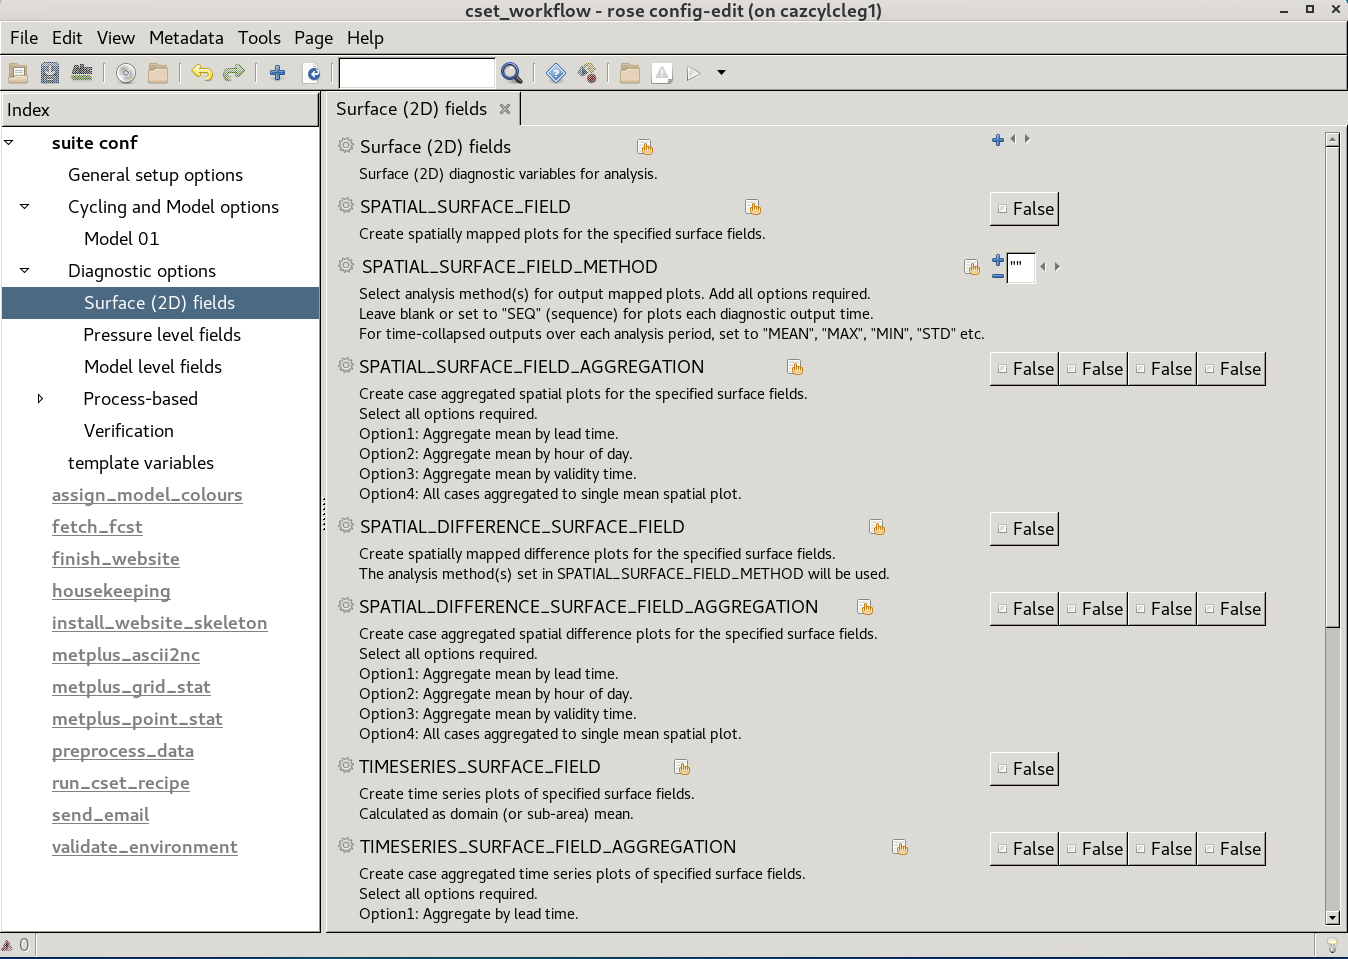 cset_workflow - rose config-edit (on cazcylcleg1)
File Edit View Metadata Tools Page Help
Index
suite conf
General setup options
Cycling and Model options
Model 01
Diagnostic options
Surface (2D) fields
Pressure level fields
Model level fields
Process-based
Verification
template variables
assign_model_colours
fetch_fcst
finish_website
housekeeping
install_website_skeleton
metplus_ascii2nc
metplus_grid_stat
metplus_point_stat
preprocess_data
run_cset_recipe
send_email
validate_environment
Surface (2D) fields
Surface (2D) fields
Surface (2D) diagnostic variables for analysis.
SPATIAL_SURFACE_FIELD
False
Create spatially mapped plots for the specified surface fields.
SPATIAL_SURFACE_FIELD_METHOD
""
Select analysis method(s) for output mapped plots. Add all options required.
Leave blank or set to "SEQ" (sequence) for plots each diagnostic output time.
For time-collapsed outputs over each analysis period, set to "MEAN", "MAX", "MIN", "STD" etc.
SPATIAL_SURFACE_FIELD_AGGREGATION
False False False False
Create case aggregated spatial plots for the specified surface fields.
Select all options required.
Option1: Aggregate mean by lead time.
Option2: Aggregate mean by hour of day.
Option3: Aggregate mean by validity time.
Option4: All cases aggregated to single mean spatial plot.
SPATIAL_DIFFERENCE_SURFACE_FIELD
False
Create spatially mapped difference plots for the specified surface fields.
The analysis method(s) set in SPATIAL_SURFACE_FIELD_METHOD will be used.
SPATIAL_DIFFERENCE_SURFACE_FIELD_AGGREGATION
False False False False
Create case aggregated spatial difference plots for the specified surface fields.
Select all options required.
Option1: Aggregate mean by lead time.
Option2: Aggregate mean by hour of day.
Option3: Aggregate mean by validity time.
Option4: All cases aggregated to single mean spatial plot.
TIMESERIES_SURFACE_FIELD
False
Create time series plots of specified surface fields.
Calculated as domain (or sub-area) mean.
TIMESERIES_SURFACE_FIELD_AGGREGATION
False False False False
Create case aggregated time series plots of specified surface fields.
Select all options required.
Option1: Aggregate by lead time.
0